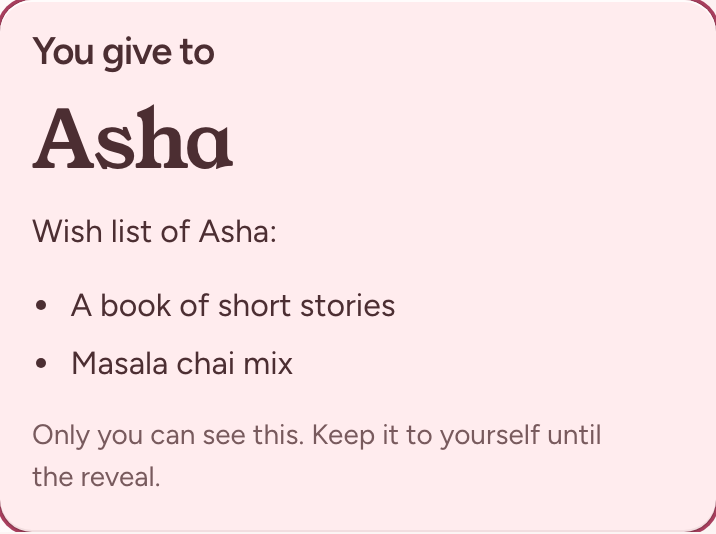 You give to
Asha
Wish list of Asha:
• A book of short stories
• Masala chai mix
Only you can see this. Keep it to yourself until
the reveal.